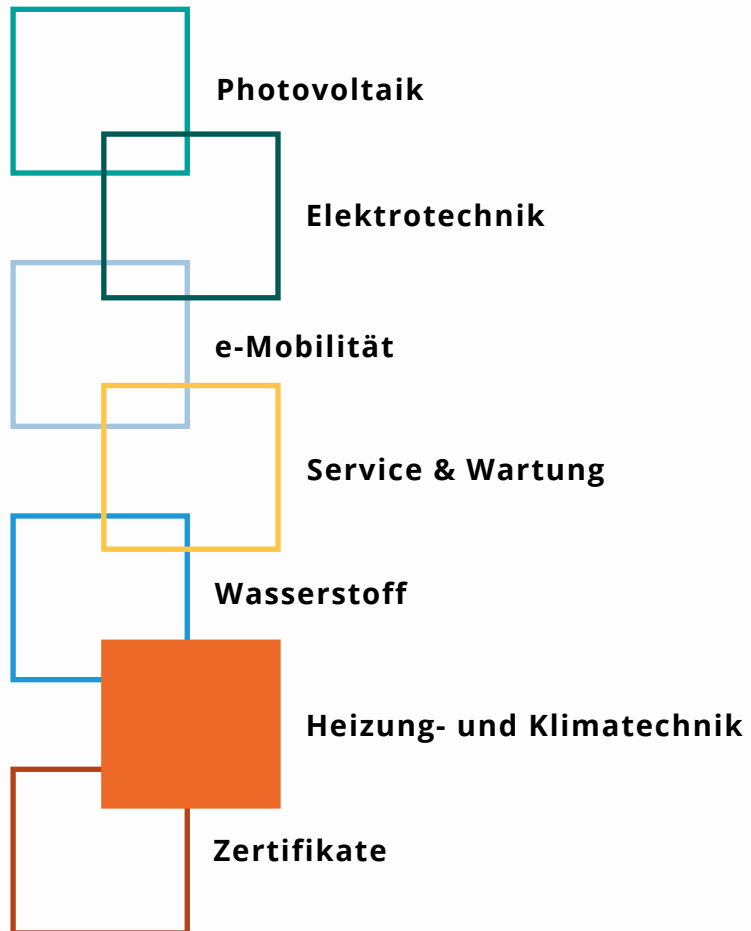 Photovoltaik
Elektrotechnik
e-Mobilität
Service & Wartung
Wasserstoff
Heizung- und Klimatechnik
Zertifikate